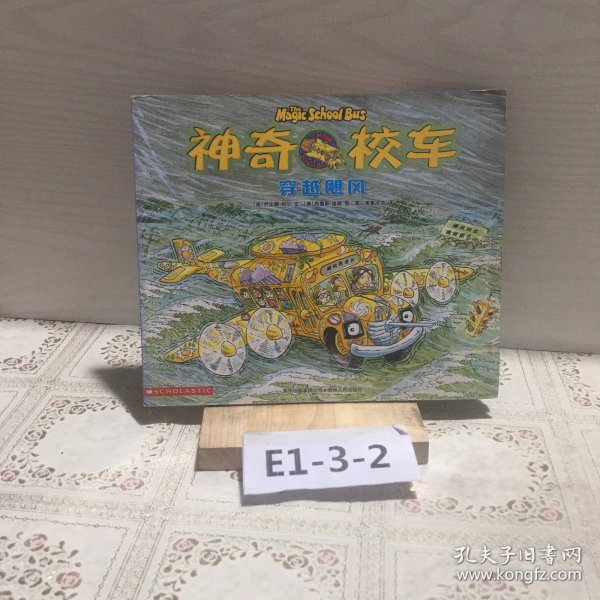 The
Magic School Bus
神奇校车
穿越飓风
SCHOLASTIC
E1-3-2
孔夫子旧书网
www.kongfz.com